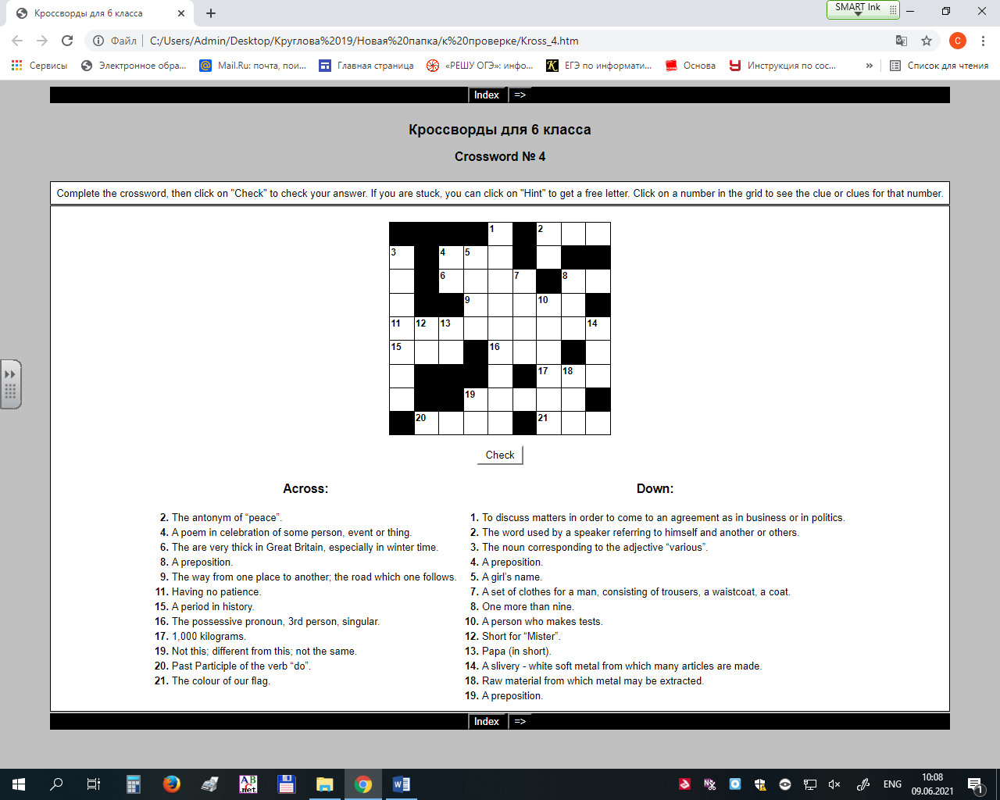 Кроссворды для 6 класса
SMART Ink
Файл | C:/Users/Admin/Desktop/Круглова%2019/Новая%20папка/к%20проверке/Kross_4.htm
С
Сервисы Электронное обра... Mail.Ru: почта, пои... Главная страница «РЕШУ ОГЭ»: инфо... ЕГЭ по информати... Основа Инструкция по сос... » Список для чтения
Index =>
Кроссворды для 6 класса
Crossword № 4
Complete the crossword, then click on "Check" to check your answer. If you are stuck, you can click on "Hint" to get a free letter. Click on a number in the grid to see the clue or clues for that number.
1 2
3 4 5
6 7 8
9 10
11 12 13 14
15 16
17 18
19
20 21
Check
Across:
2. The antonym of “peace”.
4. A poem in celebration of some person, event or thing.
6. The are very thick in Great Britain, especially in winter time.
8. A preposition.
9. The way from one place to another; the road which one follows.
11. Having no patience.
15. A period in history.
16. The possessive pronoun, 3rd person, singular.
17. 1,000 kilograms.
19. Not this; different from this; not the same.
20. Past Participle of the verb “do”.
21. The colour of our flag.
Down:
1. To discuss matters in order to come to an agreement as in business or in politics.
2. The word used by a speaker referring to himself and another or others.
3. The noun corresponding to the adjective “various”.
4. A preposition.
5. A girl’s name.
7. A set of clothes for a man, consisting of trousers, a waistcoat, a coat.
8. One more than nine.
10. A person who makes tests.
12. Short for “Mister”.
13. Papa (in short).
14. A slivery - white soft metal from which many articles are made.
18. Raw material from which metal may be extracted.
19. A preposition.
Index =>
ABC.net
ENG
10:08
09.06.2021
1